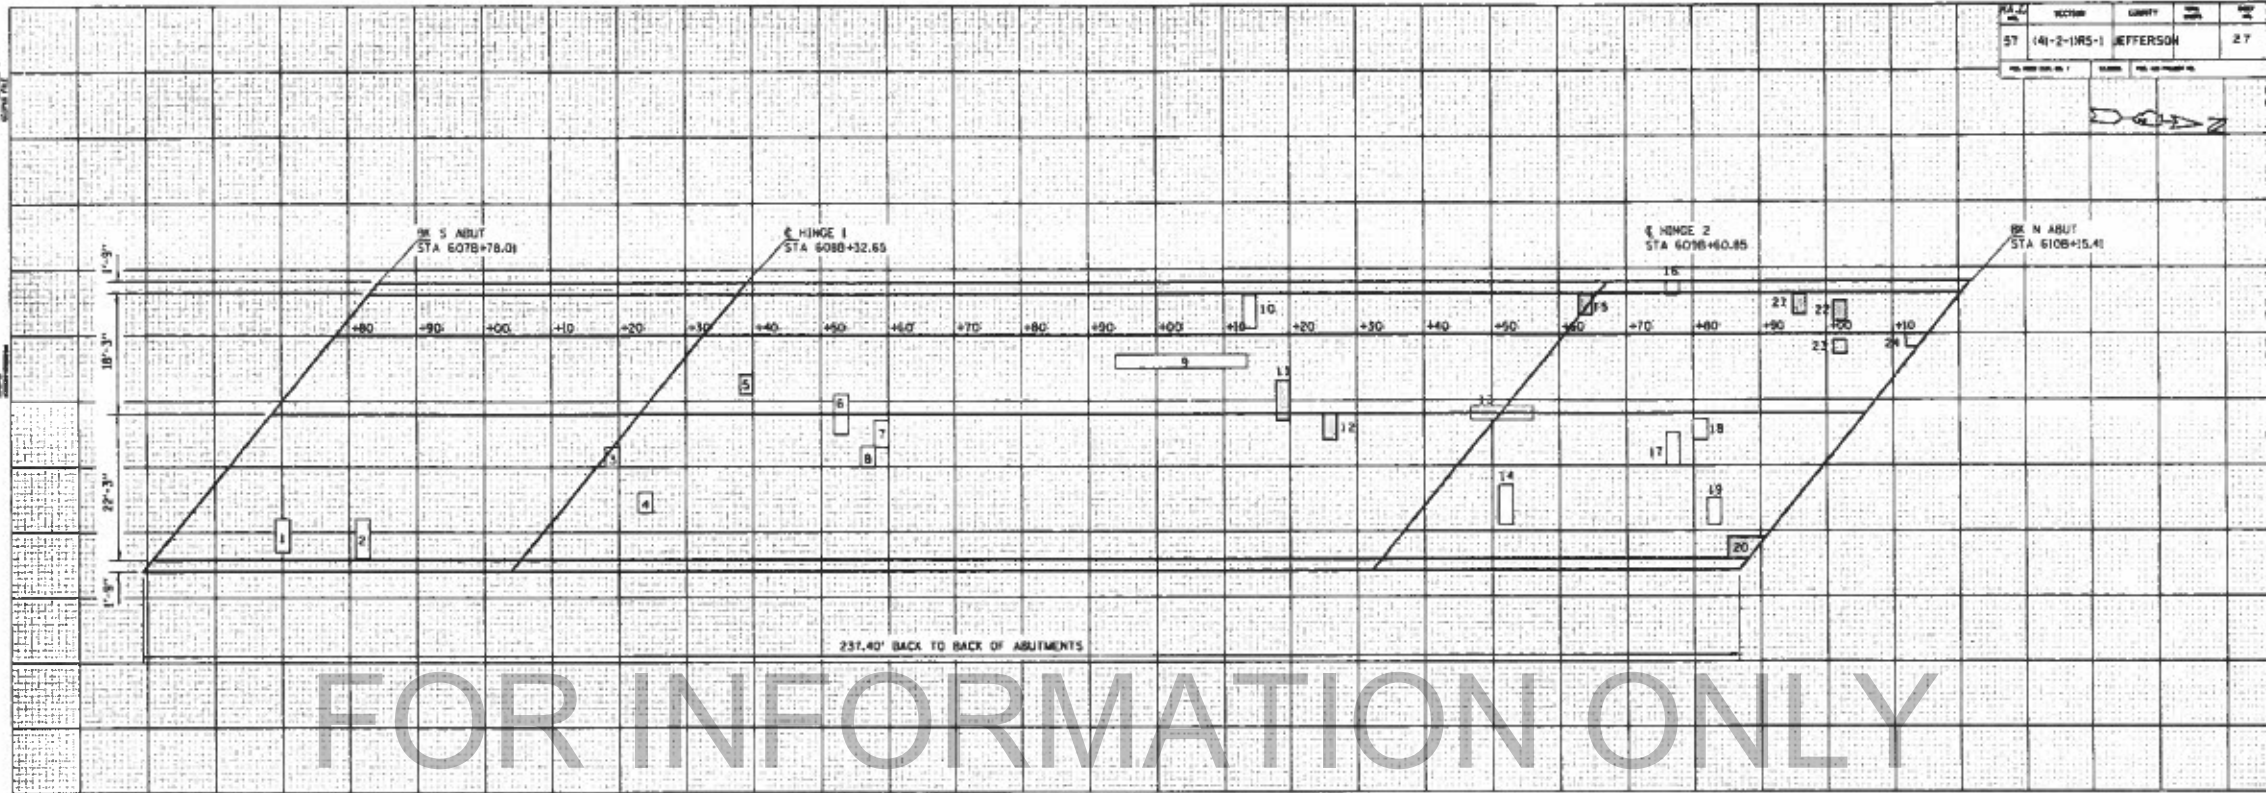 SECTION COUNTY
57 (41-2-1)RS-1 JEFFERSON 27
N
BK S ABUT
STA 607B+78.01
℄ HINGE 1
STA 608B+32.65
℄ HINGE 2
STA 609B+60.85
BK N ABUT
STA 610B+15.41
1'-9"
18'-3"
22'-3"
1'-9"
+80 +90 +00 +10 +20 +30 +40 +50 +60 +70 +80 +90 +00 +10 +20 +30 +40 +50 +60 +70 +80 +90 +00 +10
16
10 15 21 22
9 23 24
5 11
6 13
7 12 18
3 8 17
4 14 19
1 2 20
237.40' BACK TO BACK OF ABUTMENTS
FOR INFORMATION ONLY